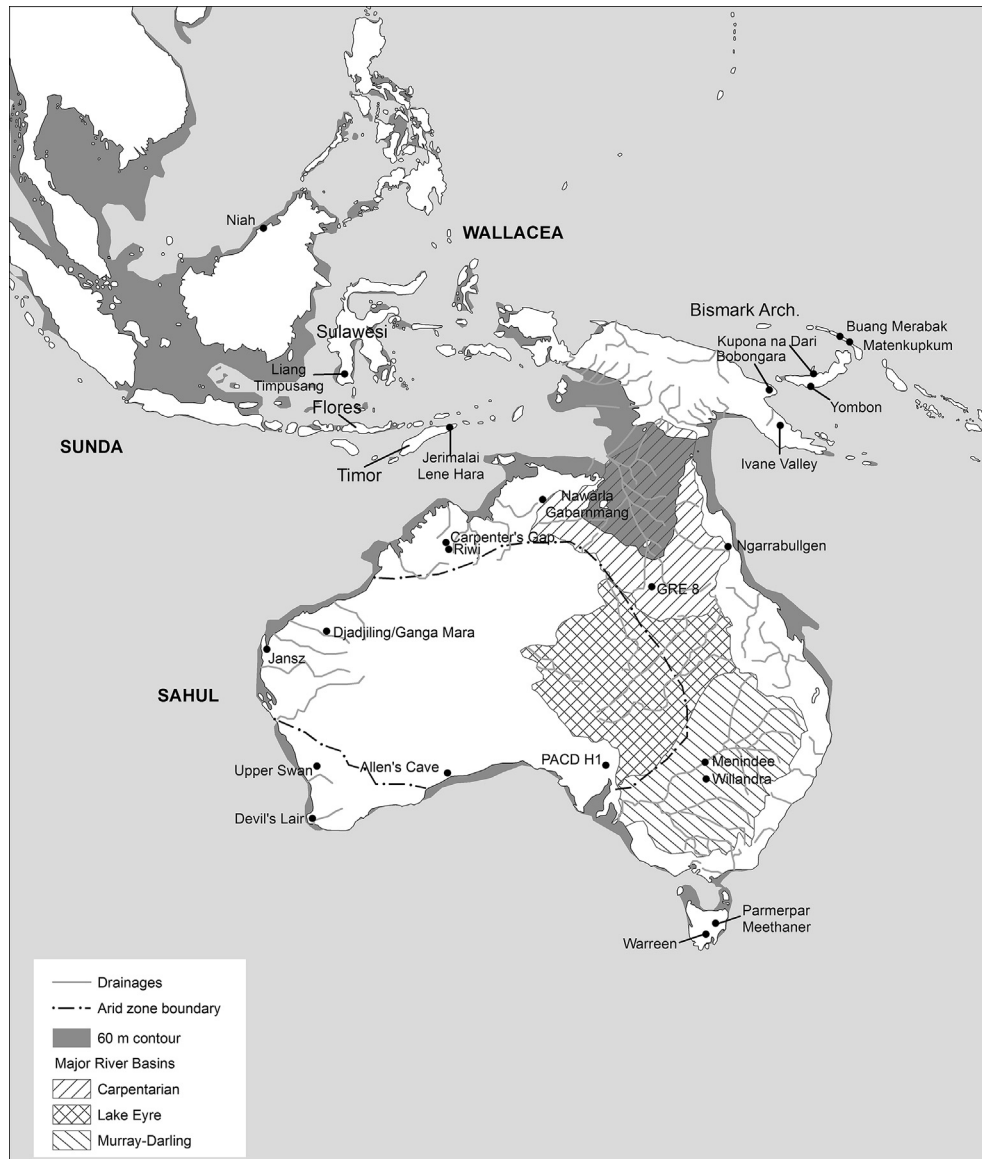 Niah
WALLACEA
Bismark Arch.
Buang Merabak
Kupona na Dari
Matenkupkum
Bobongara
Sulawesi
Liang
Timpusang
Yombon
Flores
SUNDA
Jerimalai
Lene Hara
Timor
Ivane Valley
Nawarla
Gabarnmang
Carpenter's Gap
Riwi
Ngarrabullgen
GRE 8
Djadjiling/Ganga Mara
Jansz
SAHUL
Upper Swan
Allen's Cave
PACD H1
Menindee
Willandra
Devil's Lair
Parmerpar
Meethaner
Warreen
Drainages
Arid zone boundary
60 m contour
Major River Basins
Carpentarian
Lake Eyre
Murray-Darling